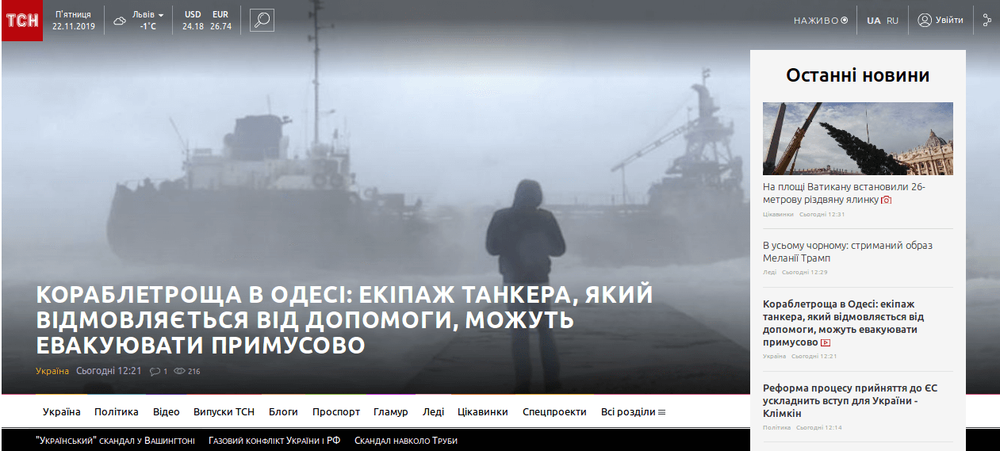 ТСН
П'ятниця
22.11.2019
Львів
-1°C
USD EUR
24.18 26.74
НАЖИВО
UA RU
Увійти
Останні новини
На площі Ватикану встановили 26-
метрову різдвяну ялинку
Цікавинки Сьогодні 12:31
В усьому чорному: стриманий образ
Меланії Трамп
Леді Сьогодні 12:29
Кораблетроща в Одесі: екіпаж
танкера, який відмовляється від
допомоги, можуть евакуювати
примусово
Україна Сьогодні 12:21
Реформа процесу прийняття до ЄС
ускладнить вступ для України -
Клімкін
Політика Сьогодні 12:14
КОРАБЛЕТРОЩА В ОДЕСІ: ЕКІПАЖ ТАНКЕРА, ЯКИЙ
ВІДМОВЛЯЄТЬСЯ ВІД ДОПОМОГИ, МОЖУТЬ
ЕВАКУЮВАТИ ПРИМУСОВО
Україна Сьогодні 12:21 1 216
Україна Політика Відео Випуски ТСН Блоги Проспорт Гламур Леді Цікавинки Спецпроекти Всі розділи
"Український" скандал у Вашингтоні Газовий конфлікт України і РФ Скандал навколо Труби